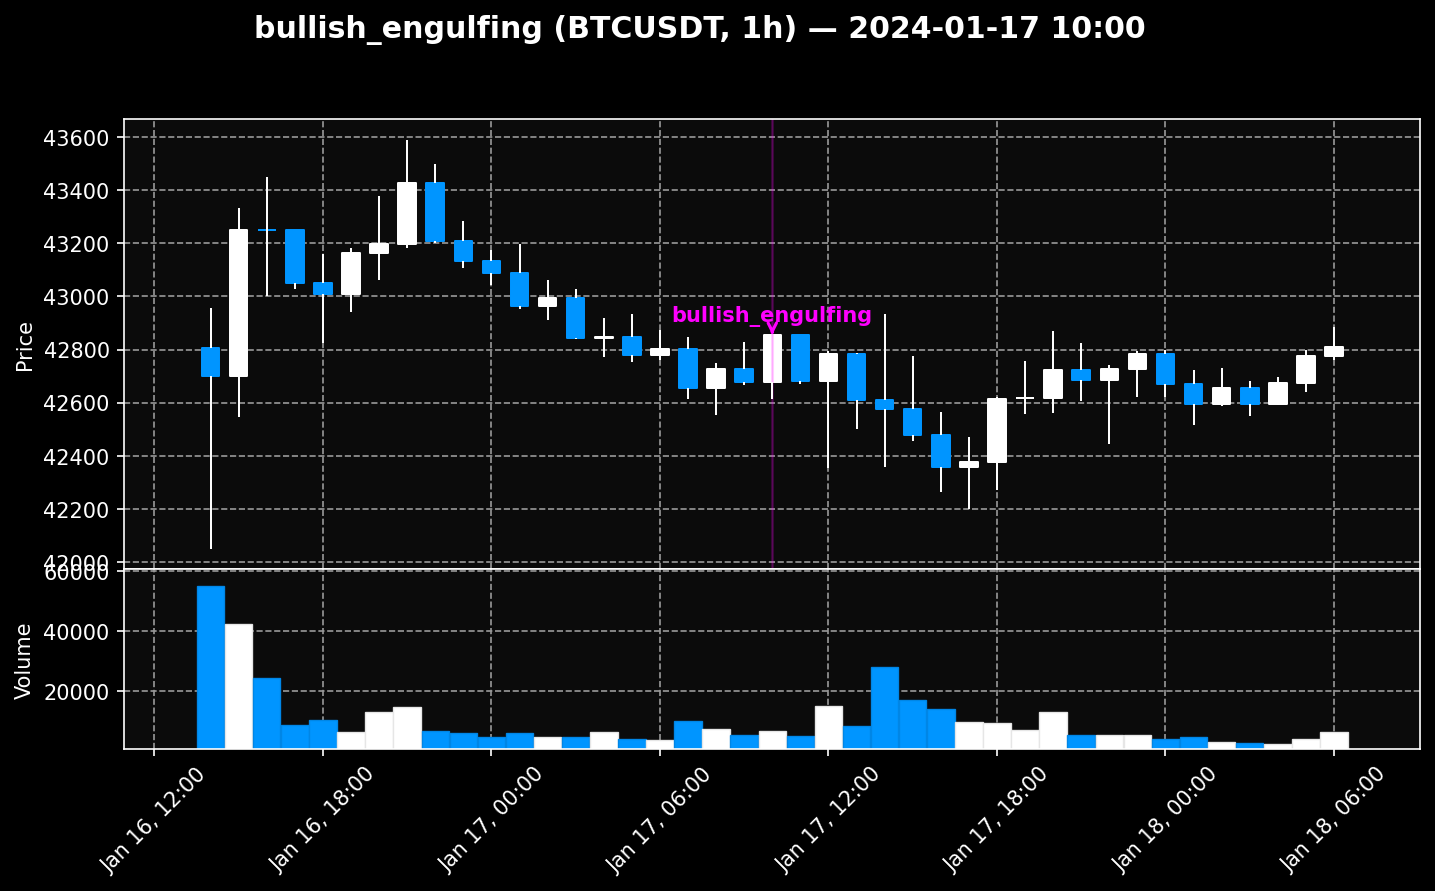 bullish_engulfing (BTCUSDT, 1h) — 2024-01-17 10:00
43600
43400
43200
43000
42800
42600
42400
42200
42000
Price
bullish_engulfing
60000
40000
20000
Volume
Jan 16, 12:00
Jan 16, 18:00
Jan 17, 00:00
Jan 17, 06:00
Jan 17, 12:00
Jan 17, 18:00
Jan 18, 00:00
Jan 18, 06:00